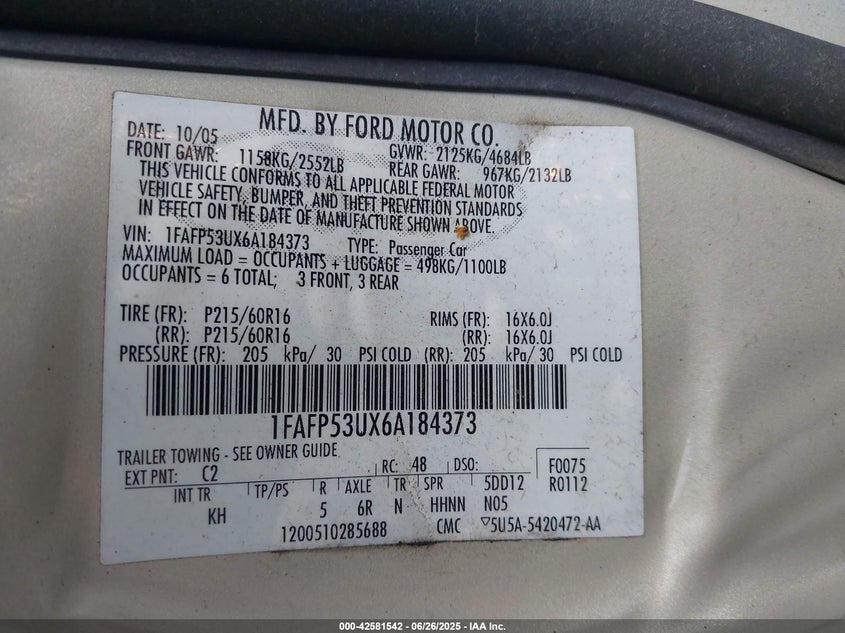 MFD. BY FORD MOTOR CO.
DATE: 10/05 GVWR: 2125KG/4684LB
FRONT GAWR: 1158KG/2552LB REAR GAWR: 967KG/2132LB
THIS VEHICLE CONFORMS TO ALL APPLICABLE FEDERAL MOTOR
VEHICLE SAFETY, BUMPER, AND THEFT PREVENTION STANDARDS
IN EFFECT ON THE DATE OF MANUFACTURE SHOWN ABOVE.
VIN: 1FAFP53UX6A184373 TYPE: Passenger Car
MAXIMUM LOAD = OCCUPANTS + LUGGAGE = 498KG/1100LB
OCCUPANTS = 6 TOTAL; 3 FRONT, 3 REAR
TIRE (FR): P215/60R16 RIMS (FR): 16X6.0J
(RR): P215/60R16 (RR): 16X6.0J
PRESSURE (FR): 205 kPa/ 30 PSI COLD (RR): 205 kPa/ 30 PSI COLD
1FAFP53UX6A184373
TRAILER TOWING - SEE OWNER GUIDE
EXT PNT: C2 RC: 48 DSO: F0075
INT TR TP/PS R AXLE TR SPR 5DD12 R0112
KH 5 6R N HHNN N05
1200510285688 CMC ▽5U5A-5420472-AA
000-42581542 - 06/26/2025 - IAA Inc.